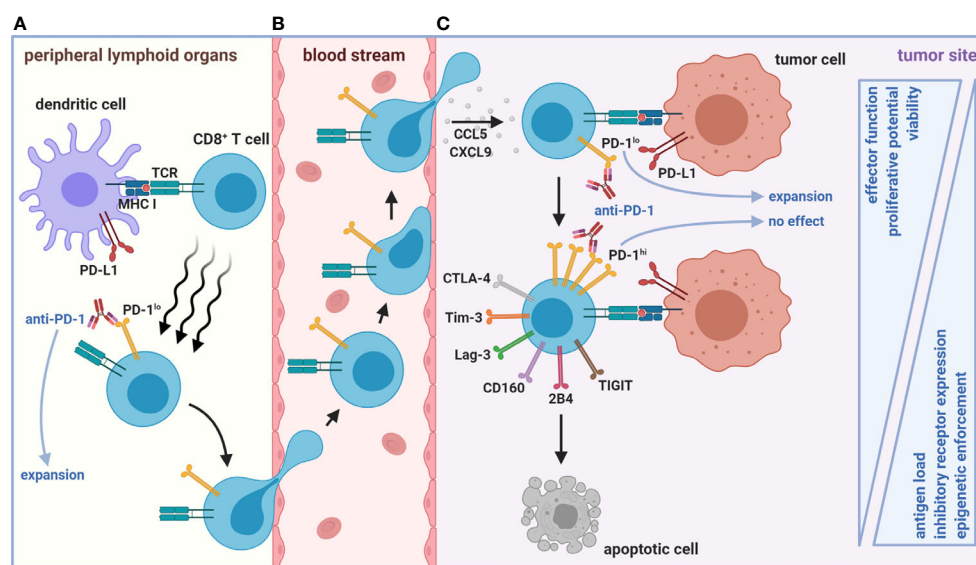 A
B
C
peripheral lymphoid organs
blood stream
tumor cell
tumor site
dendritic cell
CD8⁺ T cell
TCR
MHC I
PD-L1
anti-PD-1
PD-1ˡᵒ
expansion
CCL5
CXCL9
PD-1ˡᵒ
PD-L1
anti-PD-1
expansion
no effect
PD-1ʰⁱ
CTLA-4
Tim-3
Lag-3
CD160
2B4
TIGIT
apoptotic cell
effector function
proliferative potential
viability
antigen load
inhibitory receptor expression
epigenetic enforcement